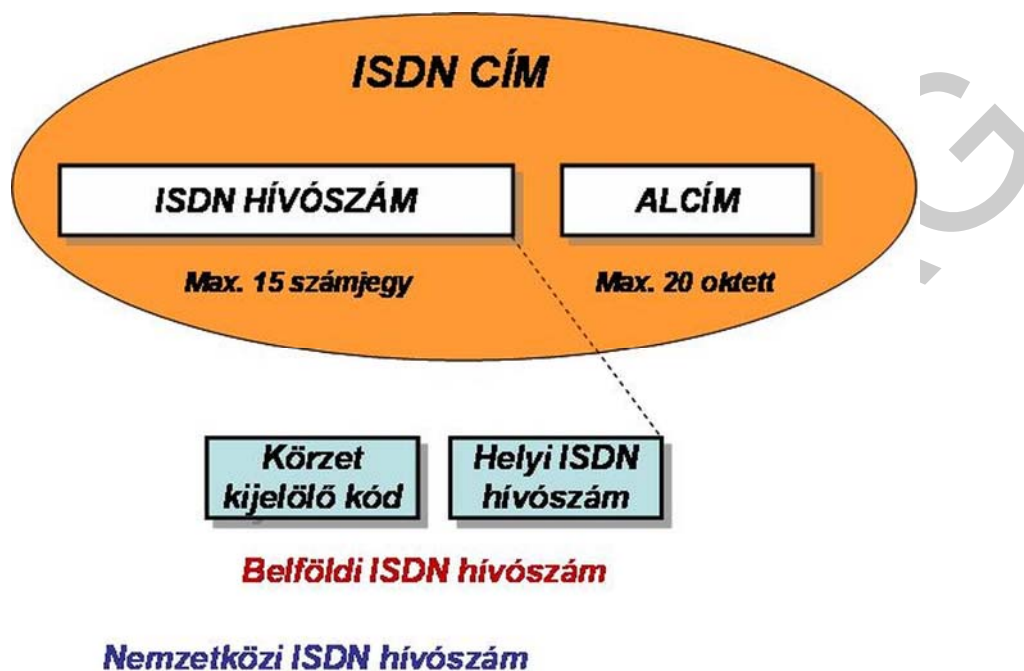 ISDN CÍM
ISDN HÍVÓSZÁM
ALCÍM
Max. 15 számjegy
Max. 20 oktett
Körzet
kijelölő kód
Helyi ISDN
hívószám
Belföldi ISDN hívószám
Nemzetközi ISDN hívószám
G